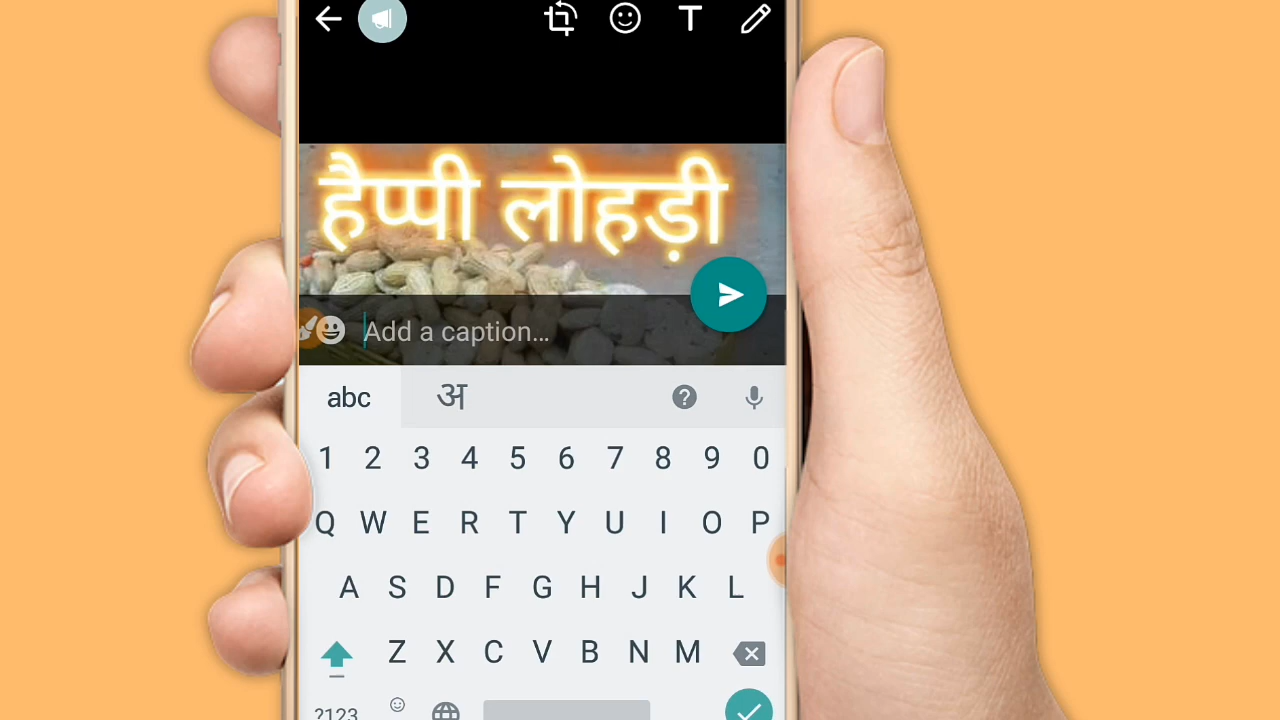 T
हैप्पी लोहड़ी
Add a caption...
abc अ ?
1 2 3 4 5 6 7 8 9 0
Q W E R T Y U I O P
A S D F G H J K L
Z X C V B N M
?123